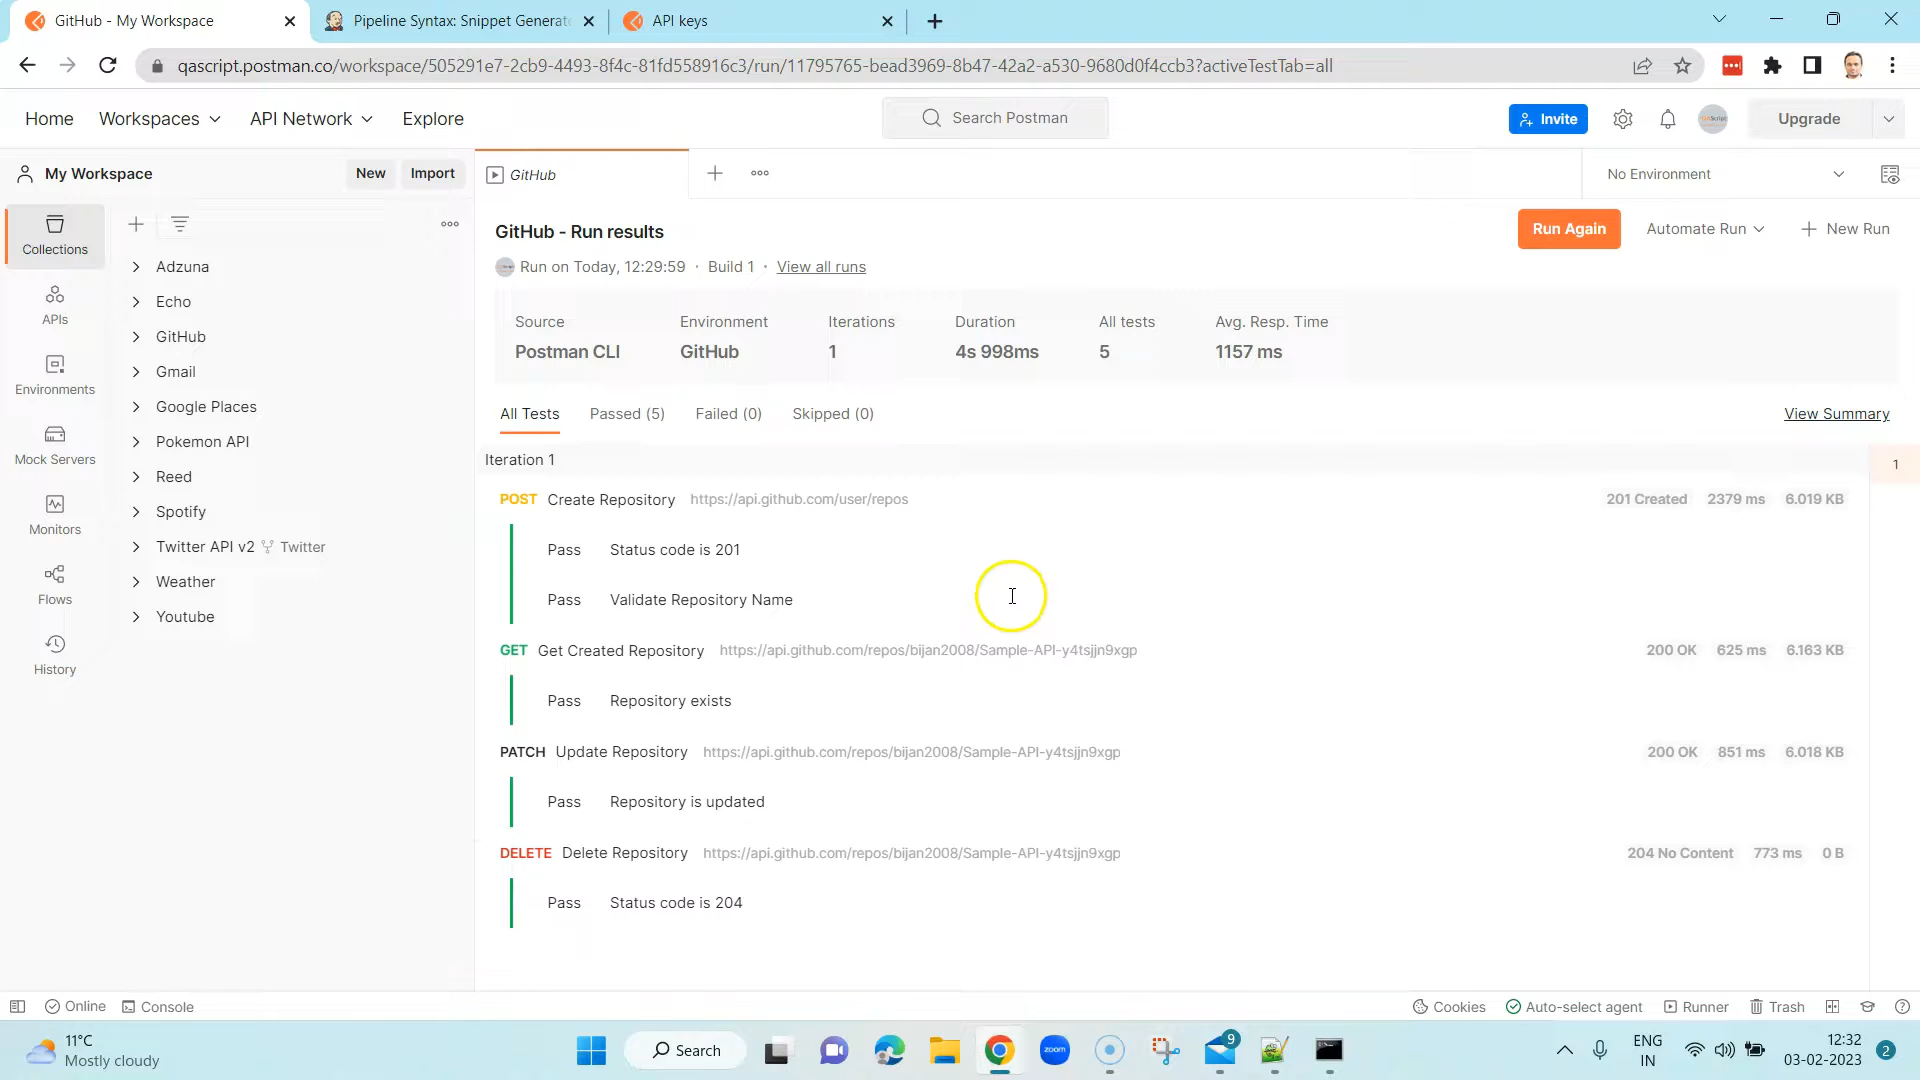 GitHub - My Workspace
Pipeline Syntax: Snippet Generat
API keys
qascript.postman.co/workspace/505291e7-2cb9-4493-8f4c-81fd558916c3/run/11795765-bead3969-8b47-42a2-a530-9680d0f4ccb3?activeTestTab=all
Home
Workspaces
API Network
Explore
Search Postman
Invite
Upgrade
My Workspace
New
Import
GitHub
No Environment
Collections
APIs
Environments
Mock Servers
Monitors
Flows
History
Adzuna
Echo
GitHub
Gmail
Google Places
Pokemon API
Reed
Spotify
Twitter API v2 Twitter
Weather
Youtube
GitHub - Run results
Run Again
Automate Run
New Run
Run on Today, 12:29:59 · Build 1 · View all runs
Source Environment Iterations Duration All tests Avg. Resp. Time
Postman CLI GitHub 1 4s 998ms 5 1157 ms
All Tests Passed (5) Failed (0) Skipped (0) View Summary
Iteration 1
1
POST Create Repository https://api.github.com/user/repos 201 Created 2379 ms 6.019 KB
Pass Status code is 201
Pass Validate Repository Name
GET Get Created Repository https://api.github.com/repos/bijan2008/Sample-API-y4tsjjn9xgp 200 OK 625 ms 6.163 KB
Pass Repository exists
PATCH Update Repository https://api.github.com/repos/bijan2008/Sample-API-y4tsjjn9xgp 200 OK 851 ms 6.018 KB
Pass Repository is updated
DELETE Delete Repository https://api.github.com/repos/bijan2008/Sample-API-y4tsjjn9xgp 204 No Content 773 ms 0 B
Pass Status code is 204
Online Console
Cookies Auto-select agent Runner Trash
11°C
Mostly cloudy
Search
zoom
9
ENG
IN
12:32
03-02-2023
2